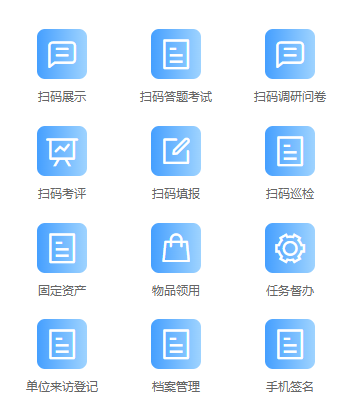 扫码展示
扫码答题考试
扫码调研问卷
扫码考评
扫码填报
扫码巡检
固定资产
物品领用
任务督办
单位来访登记
档案管理
手机签名